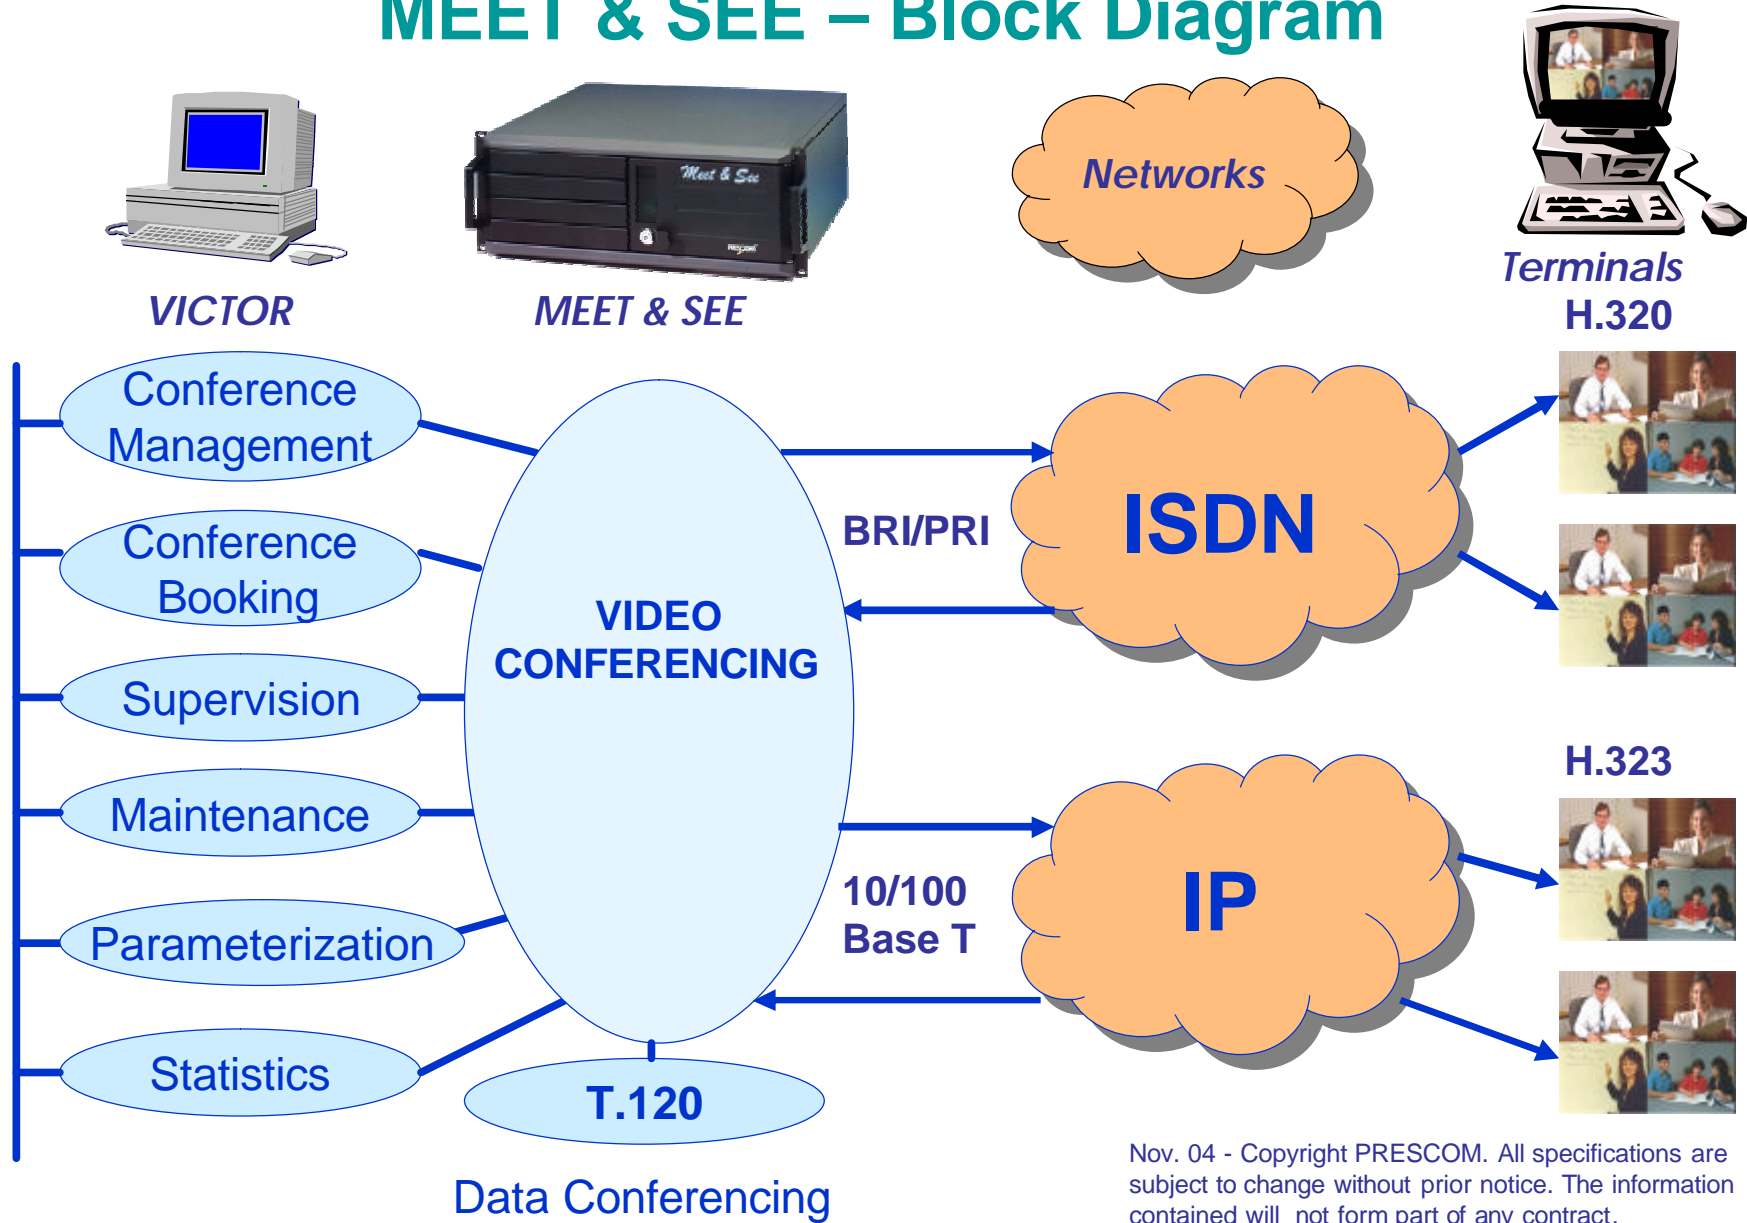 MEET & SEE – Block Diagram
Meet & See
PRESCOM
Networks
VICTOR
MEET & SEE
Terminals
H.320
Conference
Management
Conference
Booking
Supervision
Maintenance
Parameterization
Statistics
VIDEO
CONFERENCING
T.120
Data Conferencing
BRI/PRI
ISDN
10/100
Base T
IP
H.323
Nov. 04 - Copyright PRESCOM. All specifications are
subject to change without prior notice. The information
contained will not form part of any contract.